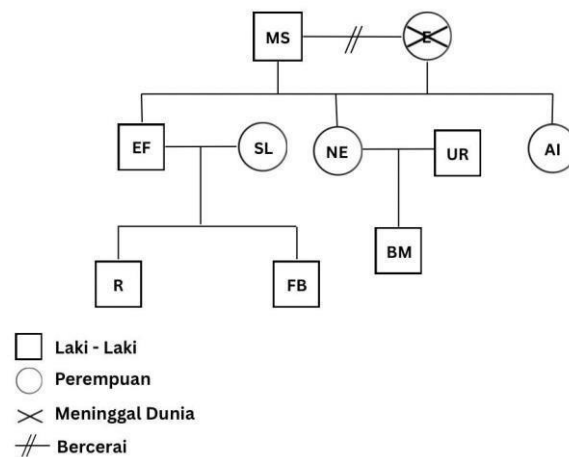 MS
E
EF
SL
NE
UR
AI
R
FB
BM
Laki - Laki
Perempuan
Meninggal Dunia
Bercerai